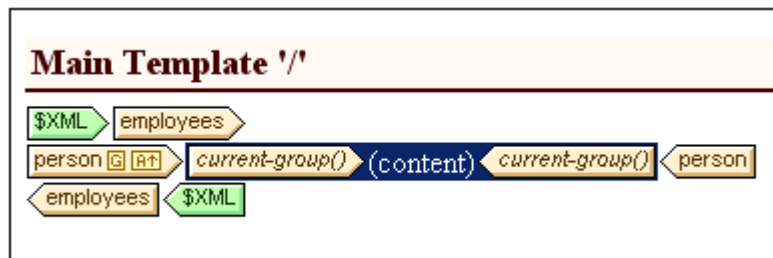 Main Template '/'
$XML employees
person G A↑ current-group() (content) current-group() person
employees $XML